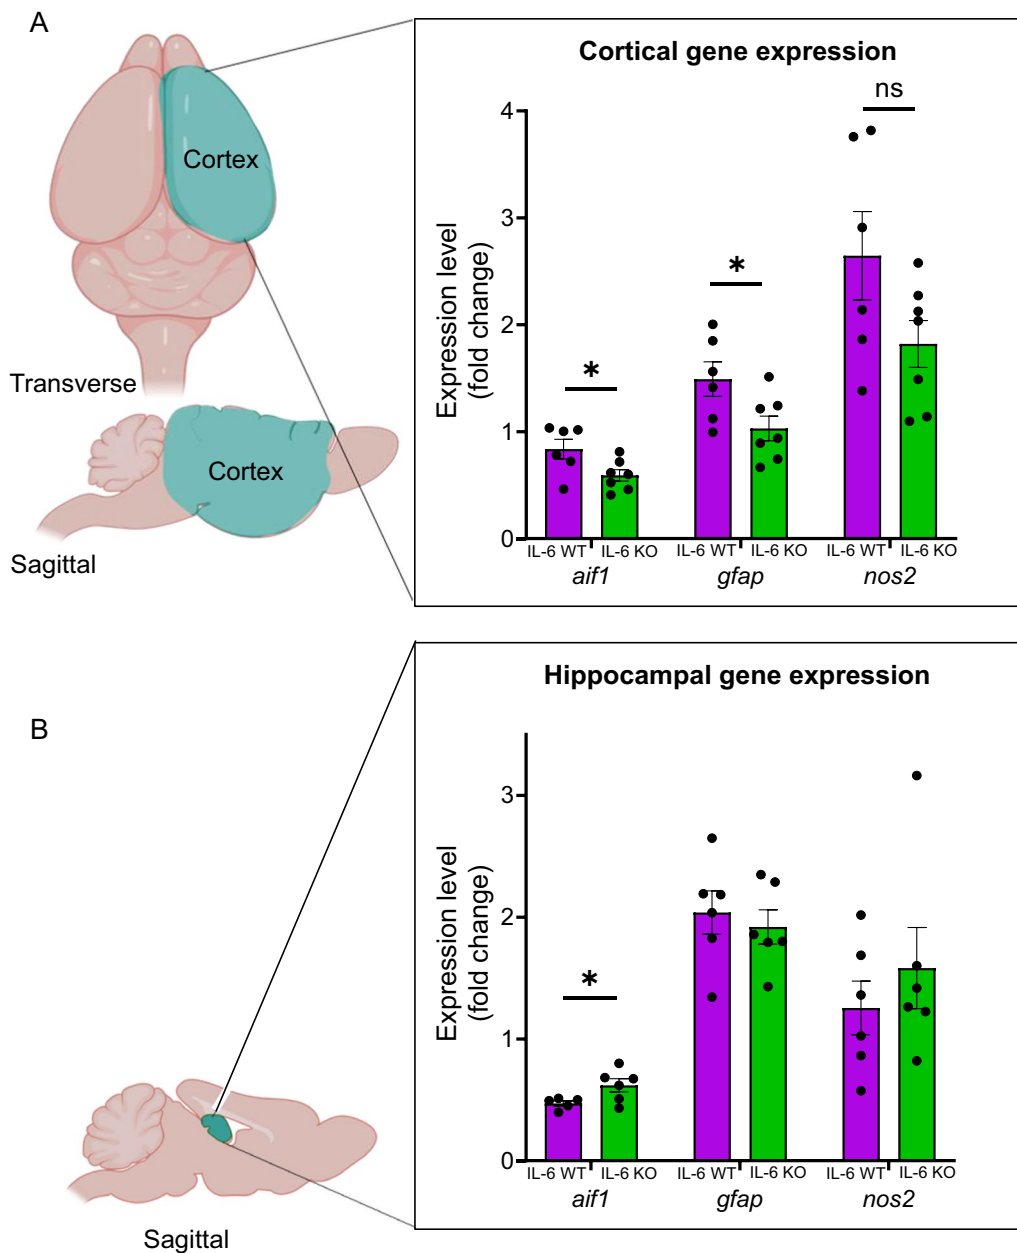 A
Cortex
Transverse
Cortex
Sagittal
Cortical gene expression
ns
*
*
Expression level
(fold change)
4
3
2
1
0
IL-6 WT IL-6 KO IL-6 WT IL-6 KO IL-6 WT IL-6 KO
aif1 gfap nos2
B
Sagittal
Hippocampal gene expression
*
Expression level
(fold change)
3
2
1
0
IL-6 WT IL-6 KO IL-6 WT IL-6 KO IL-6 WT IL-6 KO
aif1 gfap nos2